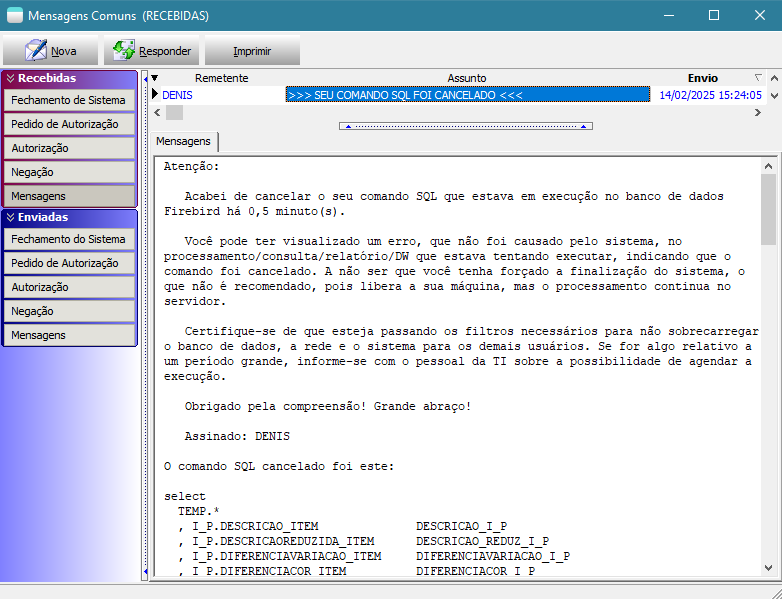 Mensagens Comuns  (RECEBIDAS)
Nova
Responder
Imprimir
Recebidas
Fechamento de Sistema
Pedido de Autorização
Autorização
Negação
Mensagens
Enviadas
Fechamento do Sistema
Pedido de Autorização
Autorização
Negação
Mensagens
Remetente Assunto Envio
DENIS >>> SEU COMANDO SQL FOI CANCELADO <<< 14/02/2025 15:24:05
Mensagens
Atenção:
Acabei de cancelar o seu comando SQL que estava em execução no banco de dados
Firebird há 0,5 minuto(s).
Você pode ter visualizado um erro, que não foi causado pelo sistema, no
processamento/consulta/relatório/DW que estava tentando executar, indicando que o
comando foi cancelado. A não ser que você tenha forçado a finalização do sistema, o
que não é recomendado, pois libera a sua máquina, mas o processamento continua no
servidor.
Certifique-se de que esteja passando os filtros necessários para não sobrecarregar
o banco de dados, a rede e o sistema para os demais usuários. Se for algo relativo a
um período grande, informe-se com o pessoal da TI sobre a possibilidade de agendar a
execução.
Obrigado pela compreensão! Grande abraço!
Assinado: DENIS
O comando SQL cancelado foi este:
select
TEMP.*
, I_P.DESCRICAO_ITEM DESCRICAO_I_P
, I_P.DESCRICAOREDUZIDA_ITEM DESCRICAO_REDUZ_I_P
, I_P.DIFERENCIAVARIACAO_ITEM DIFERENCIAVARIACAO_I_P
, I_P.DIFERENCIACOR_ITEM DIFERENCIACOR_I_P